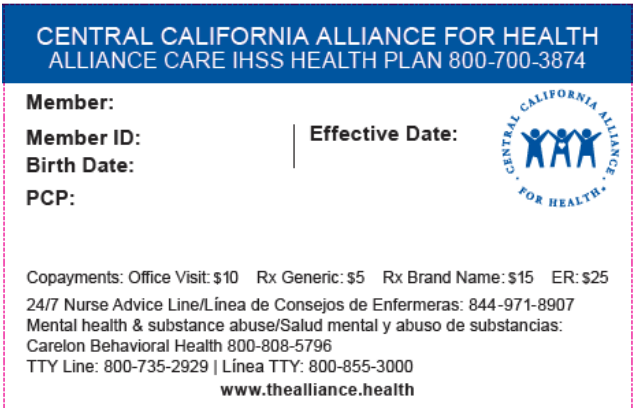 CENTRAL CALIFORNIA ALLIANCE FOR HEALTH
ALLIANCE CARE IHSS HEALTH PLAN 800-700-3874
Member:
Member ID:
Effective Date:
Birth Date:
PCP:
CENTRAL CALIFORNIA ALLIANCE
· FOR HEALTH ·
Copayments: Office Visit: $10 Rx Generic: $5 Rx Brand Name: $15 ER: $25
24/7 Nurse Advice Line/Línea de Consejos de Enfermeras: 844-971-8907
Mental health & substance abuse/Salud mental y abuso de substancias:
Carelon Behavioral Health 800-808-5796
TTY Line: 800-735-2929 | Línea TTY: 800-855-3000
www.thealliance.health